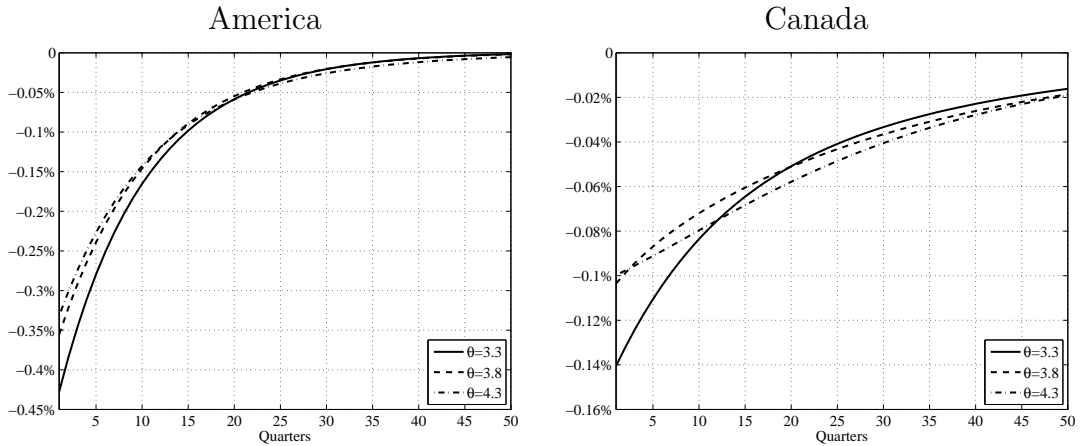 America
0
−0.05%
−0.1%
−0.15%
−0.2%
−0.25%
−0.3%
−0.35%
−0.4%
−0.45%
5 10 15 20 25 30 35 40 45 50
Quarters
θ=3.3
θ=3.8
θ=4.3
Canada
0
−0.02%
−0.04%
−0.06%
−0.08%
−0.1%
−0.12%
−0.14%
−0.16%
5 10 15 20 25 30 35 40 45 50
Quarters
θ=3.3
θ=3.8
θ=4.3